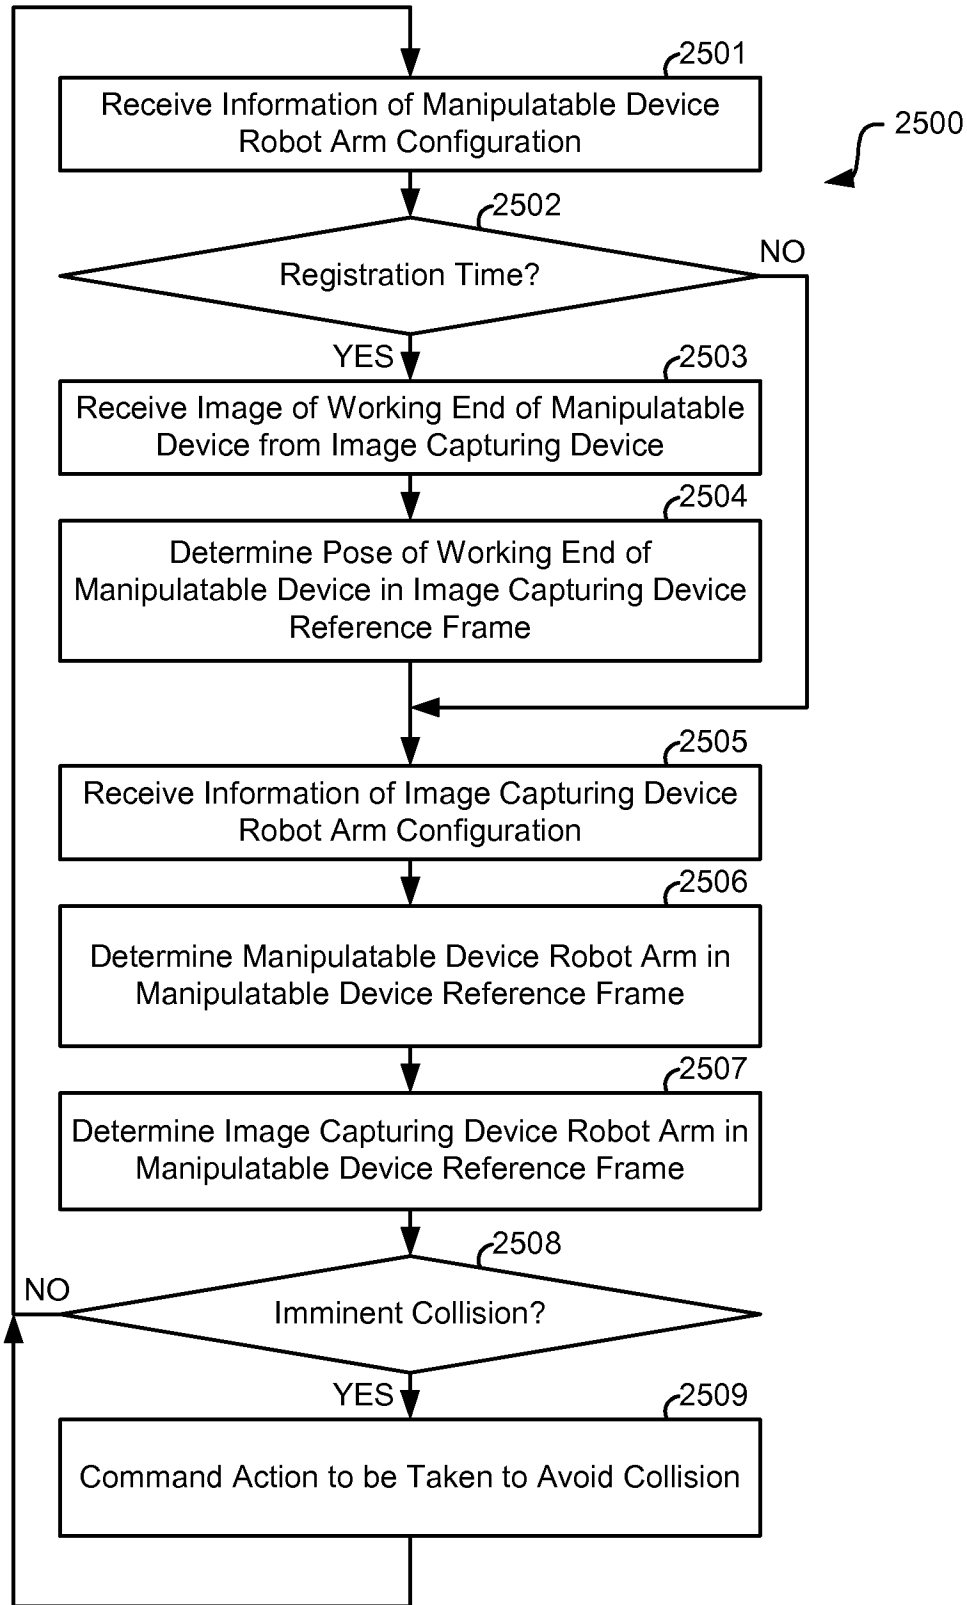 2501
Receive Information of Manipulatable Device
Robot Arm Configuration
2500
2502
Registration Time?
NO
YES
2503
Receive Image of Working End of Manipulatable
Device from Image Capturing Device
2504
Determine Pose of Working End of
Manipulatable Device in Image Capturing Device
Reference Frame
2505
Receive Information of Image Capturing Device
Robot Arm Configuration
2506
Determine Manipulatable Device Robot Arm in
Manipulatable Device Reference Frame
2507
Determine Image Capturing Device Robot Arm in
Manipulatable Device Reference Frame
2508
NO
Imminent Collision?
YES
2509
Command Action to be Taken to Avoid Collision